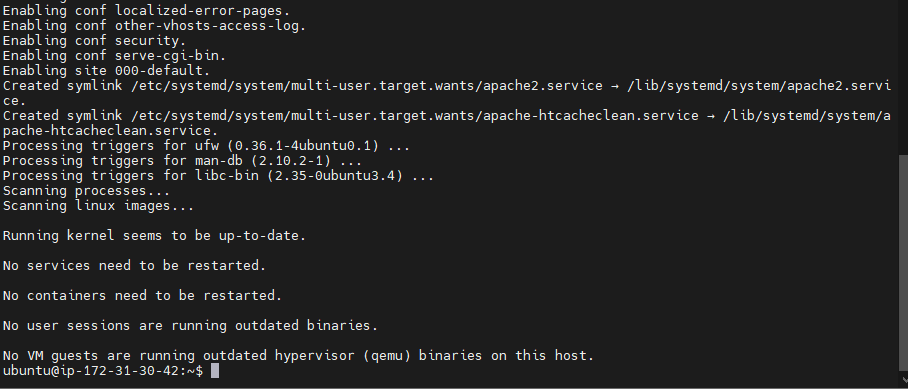 Enabling conf localized-error-pages.
Enabling conf other-vhosts-access-log.
Enabling conf security.
Enabling conf serve-cgi-bin.
Enabling site 000-default.
Created symlink /etc/systemd/system/multi-user.target.wants/apache2.service → /lib/systemd/system/apache2.servi
ce.
Created symlink /etc/systemd/system/multi-user.target.wants/apache-htcacheclean.service → /lib/systemd/system/a
pache-htcacheclean.service.
Processing triggers for ufw (0.36.1-4ubuntu0.1) ...
Processing triggers for man-db (2.10.2-1) ...
Processing triggers for libc-bin (2.35-0ubuntu3.4) ...
Scanning processes...
Scanning linux images...
Running kernel seems to be up-to-date.
No services need to be restarted.
No containers need to be restarted.
No user sessions are running outdated binaries.
No VM guests are running outdated hypervisor (qemu) binaries on this host.
ubuntu@ip-172-31-30-42:~$